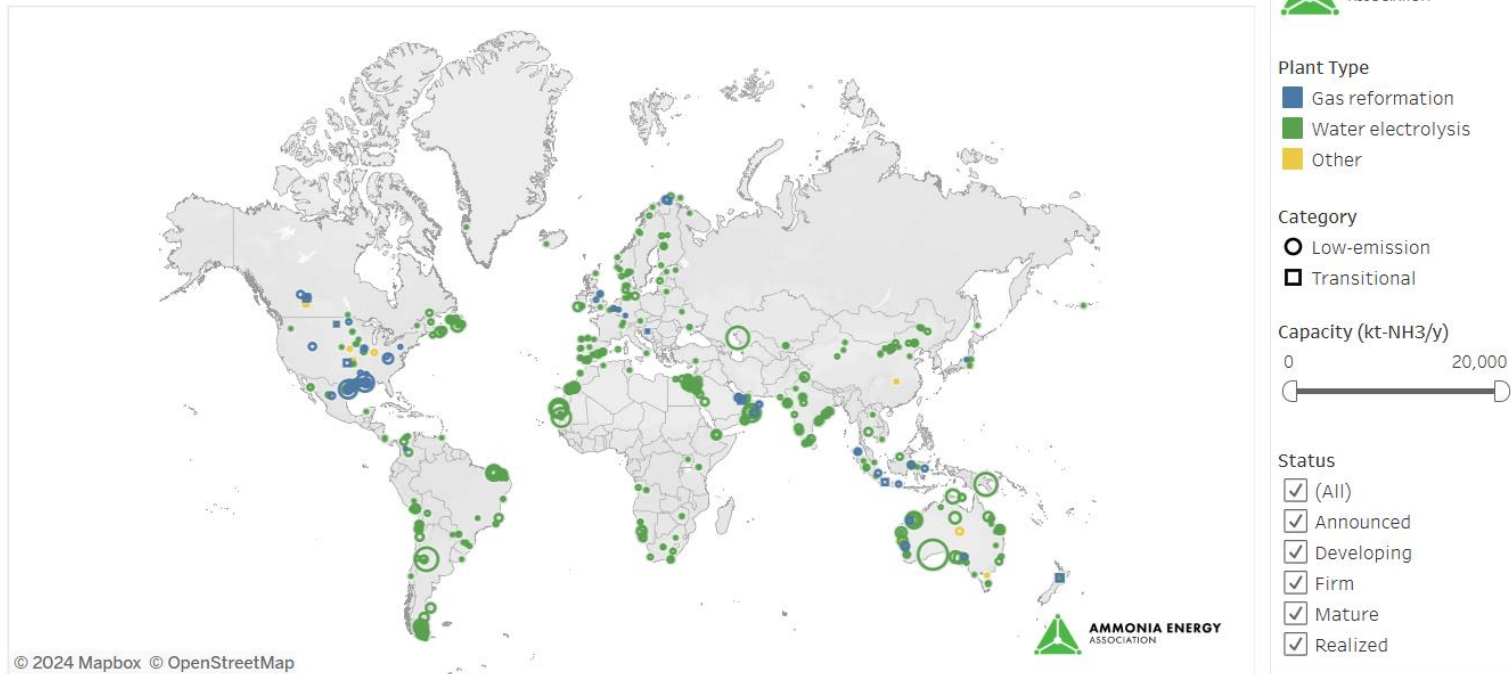 ASSOCIATION
Plant Type
Gas reformation
Water electrolysis
Other
Category
Low-emission
Transitional
Capacity (kt-NH3/y)
0 20,000
Status
(All)
Announced
Developing
Firm
Mature
Realized
AMMONIA ENERGY
ASSOCIATION
© 2024 Mapbox © OpenStreetMap